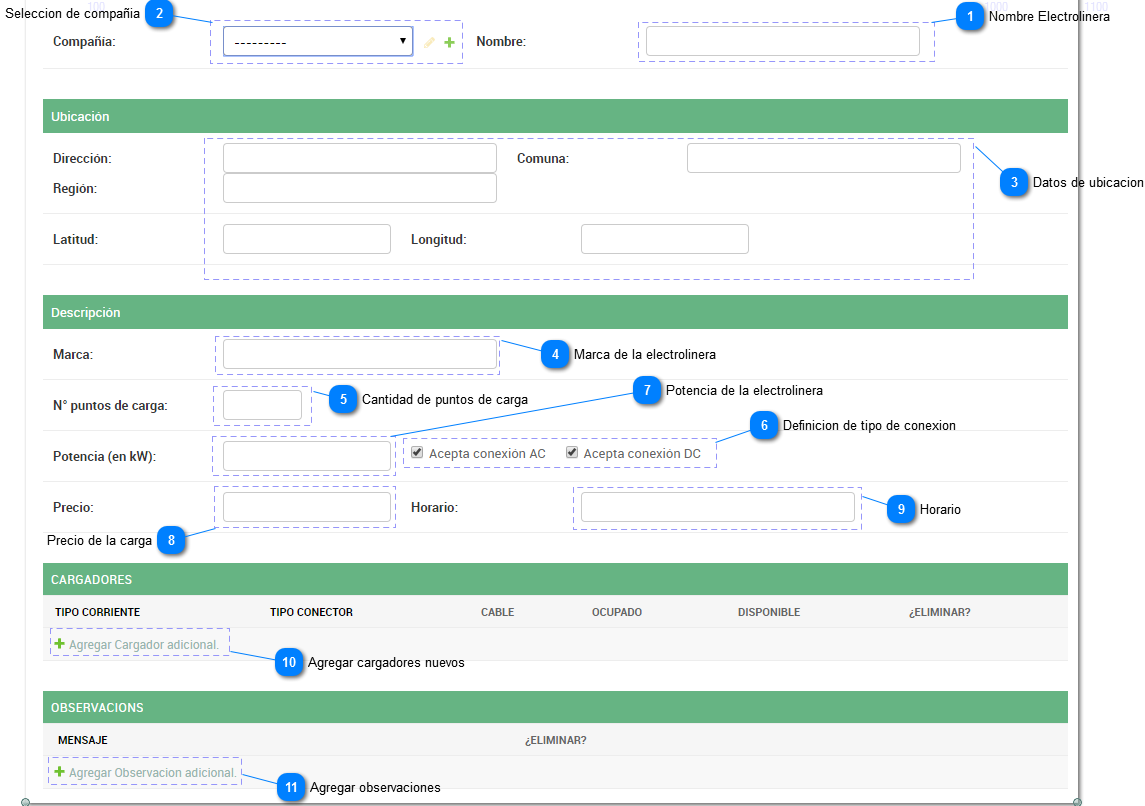 100 1000 1100
Seleccion de compañia 2 1 Nombre Electrolinera
Compañía: --------- Nombre:
Ubicación
Dirección: Comuna:
3 Datos de ubicacion
Región:
Latitud: Longitud:
Descripción
Marca: 4 Marca de la electrolinera
7 Potencia de la electrolinera
N° puntos de carga: 5 Cantidad de puntos de carga
6 Definicion de tipo de conexion
Potencia (en kW): Acepta conexión AC Acepta conexión DC
Precio: Horario: 9 Horario
Precio de la carga 8
CARGADORES
TIPO CORRIENTE TIPO CONECTOR CABLE OCUPADO DISPONIBLE ¿ELIMINAR?
Agregar Cargador adicional.
10 Agregar cargadores nuevos
OBSERVACIONS
MENSAJE ¿ELIMINAR?
Agregar Observacion adicional.
11 Agregar observaciones